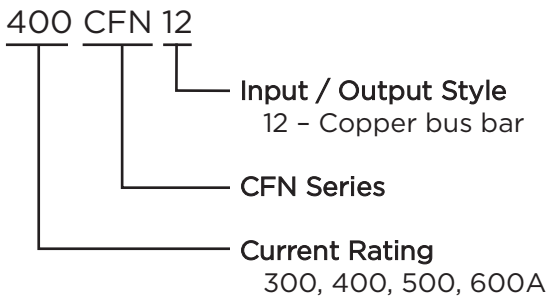 400 CFN 12
Input / Output Style
12 – Copper bus bar
CFN Series
Current Rating
300, 400, 500, 600A